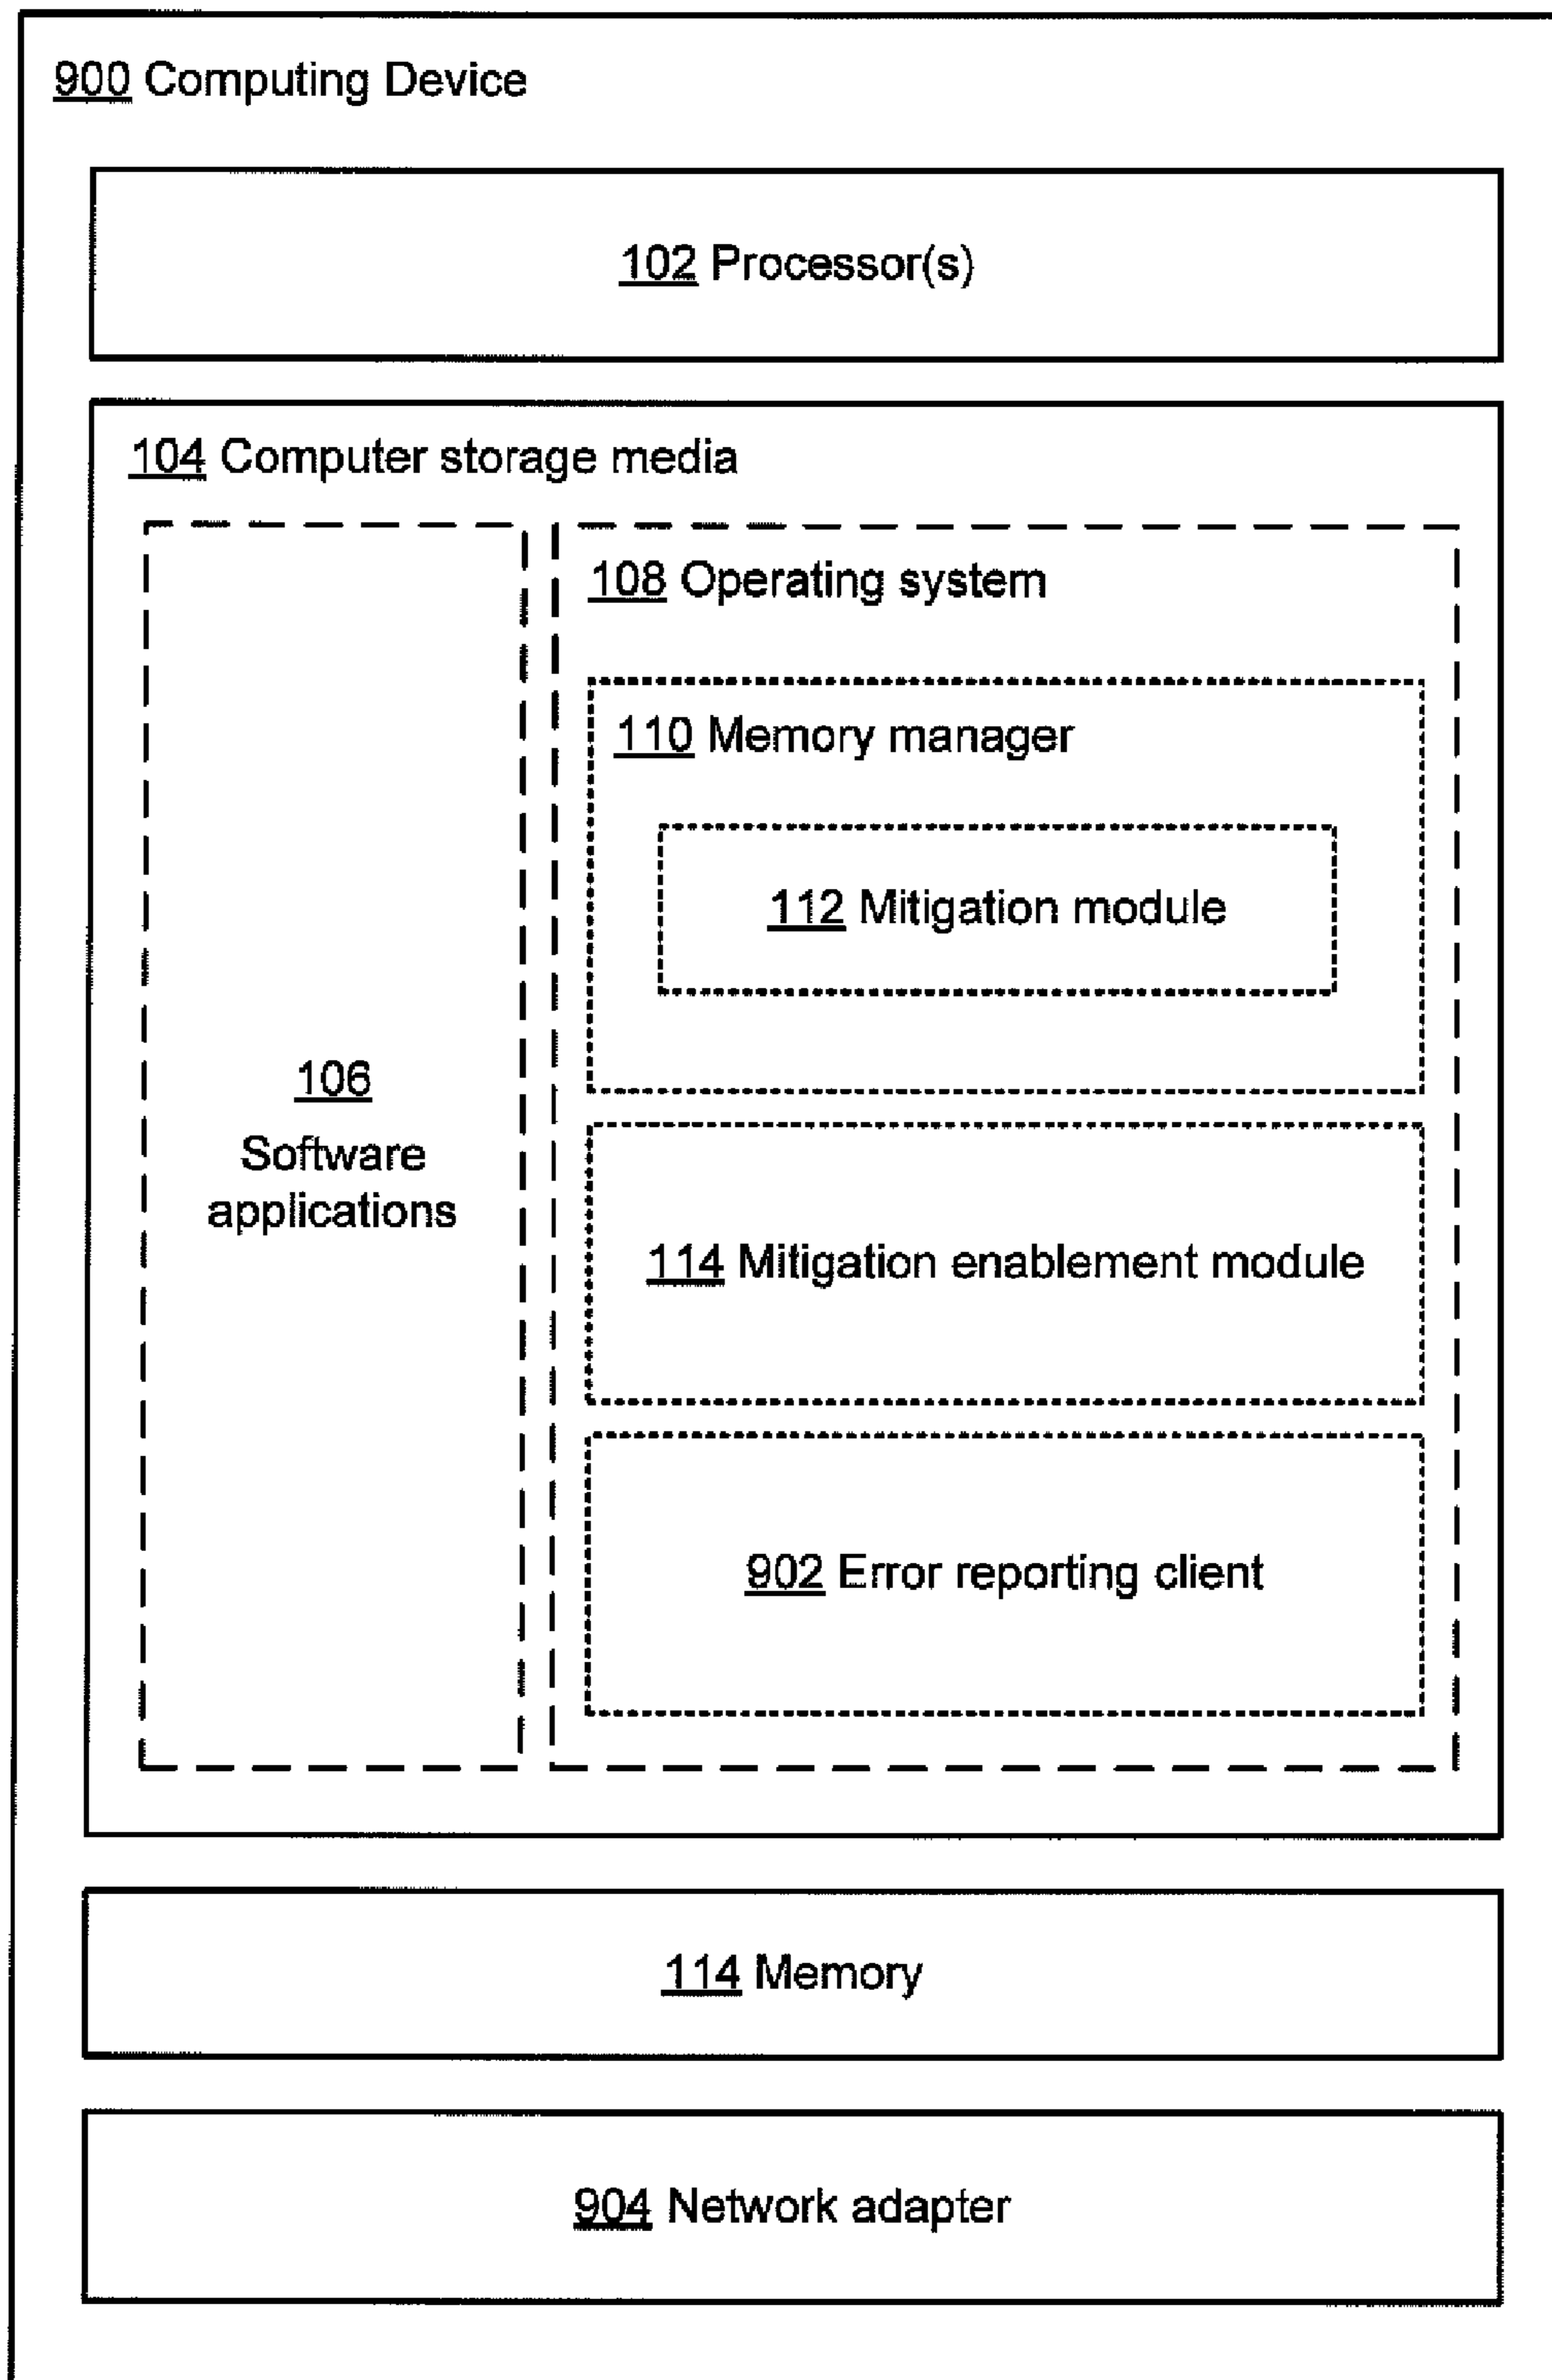 900 Computing Device
102 Processor(s)
104 Computer storage media
106
Software
applications
108 Operating system
110 Memory manager
112 Mitigation module
114 Mitigation enablement module
902 Error reporting client
114 Memory
904 Network adapter